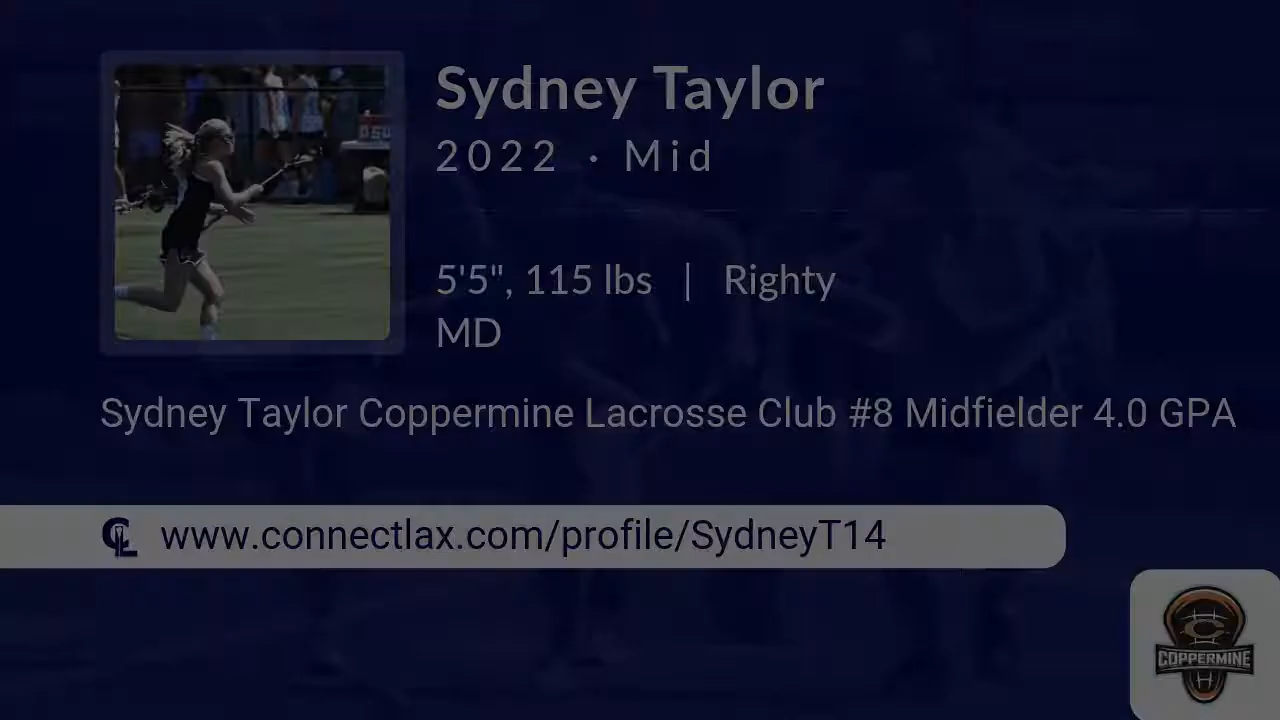 Sydney Taylor
2022 · Mid
5'5", 115 lbs | Righty
MD
Sydney Taylor Coppermine Lacrosse Club #8 Midfielder 4.0 GPA
www.connectlax.com/profile/SydneyT14
COPPERMINE